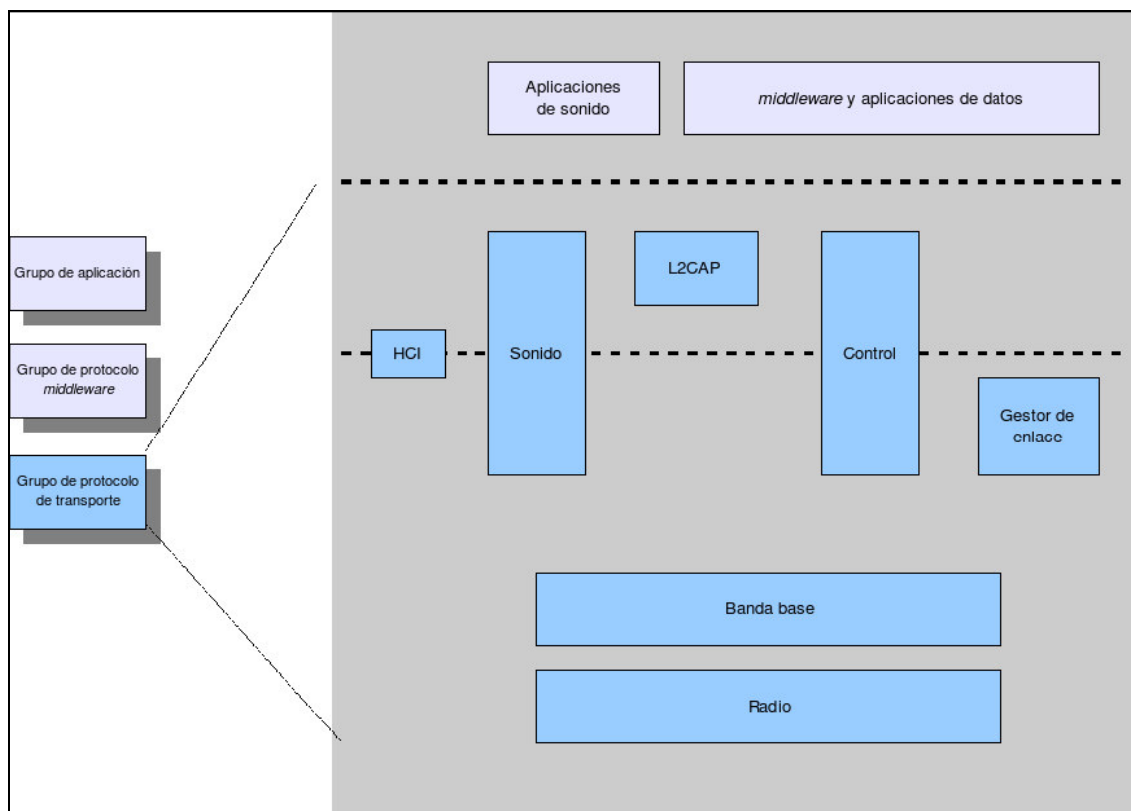 Aplicaciones
de sonido
middleware y aplicaciones de datos
Grupo de aplicación
Grupo de protocolo
middleware
Grupo de protocolo
de transporte
L2CAP
HCI
Sonido
Control
Gestor de
enlace
Banda base
Radio